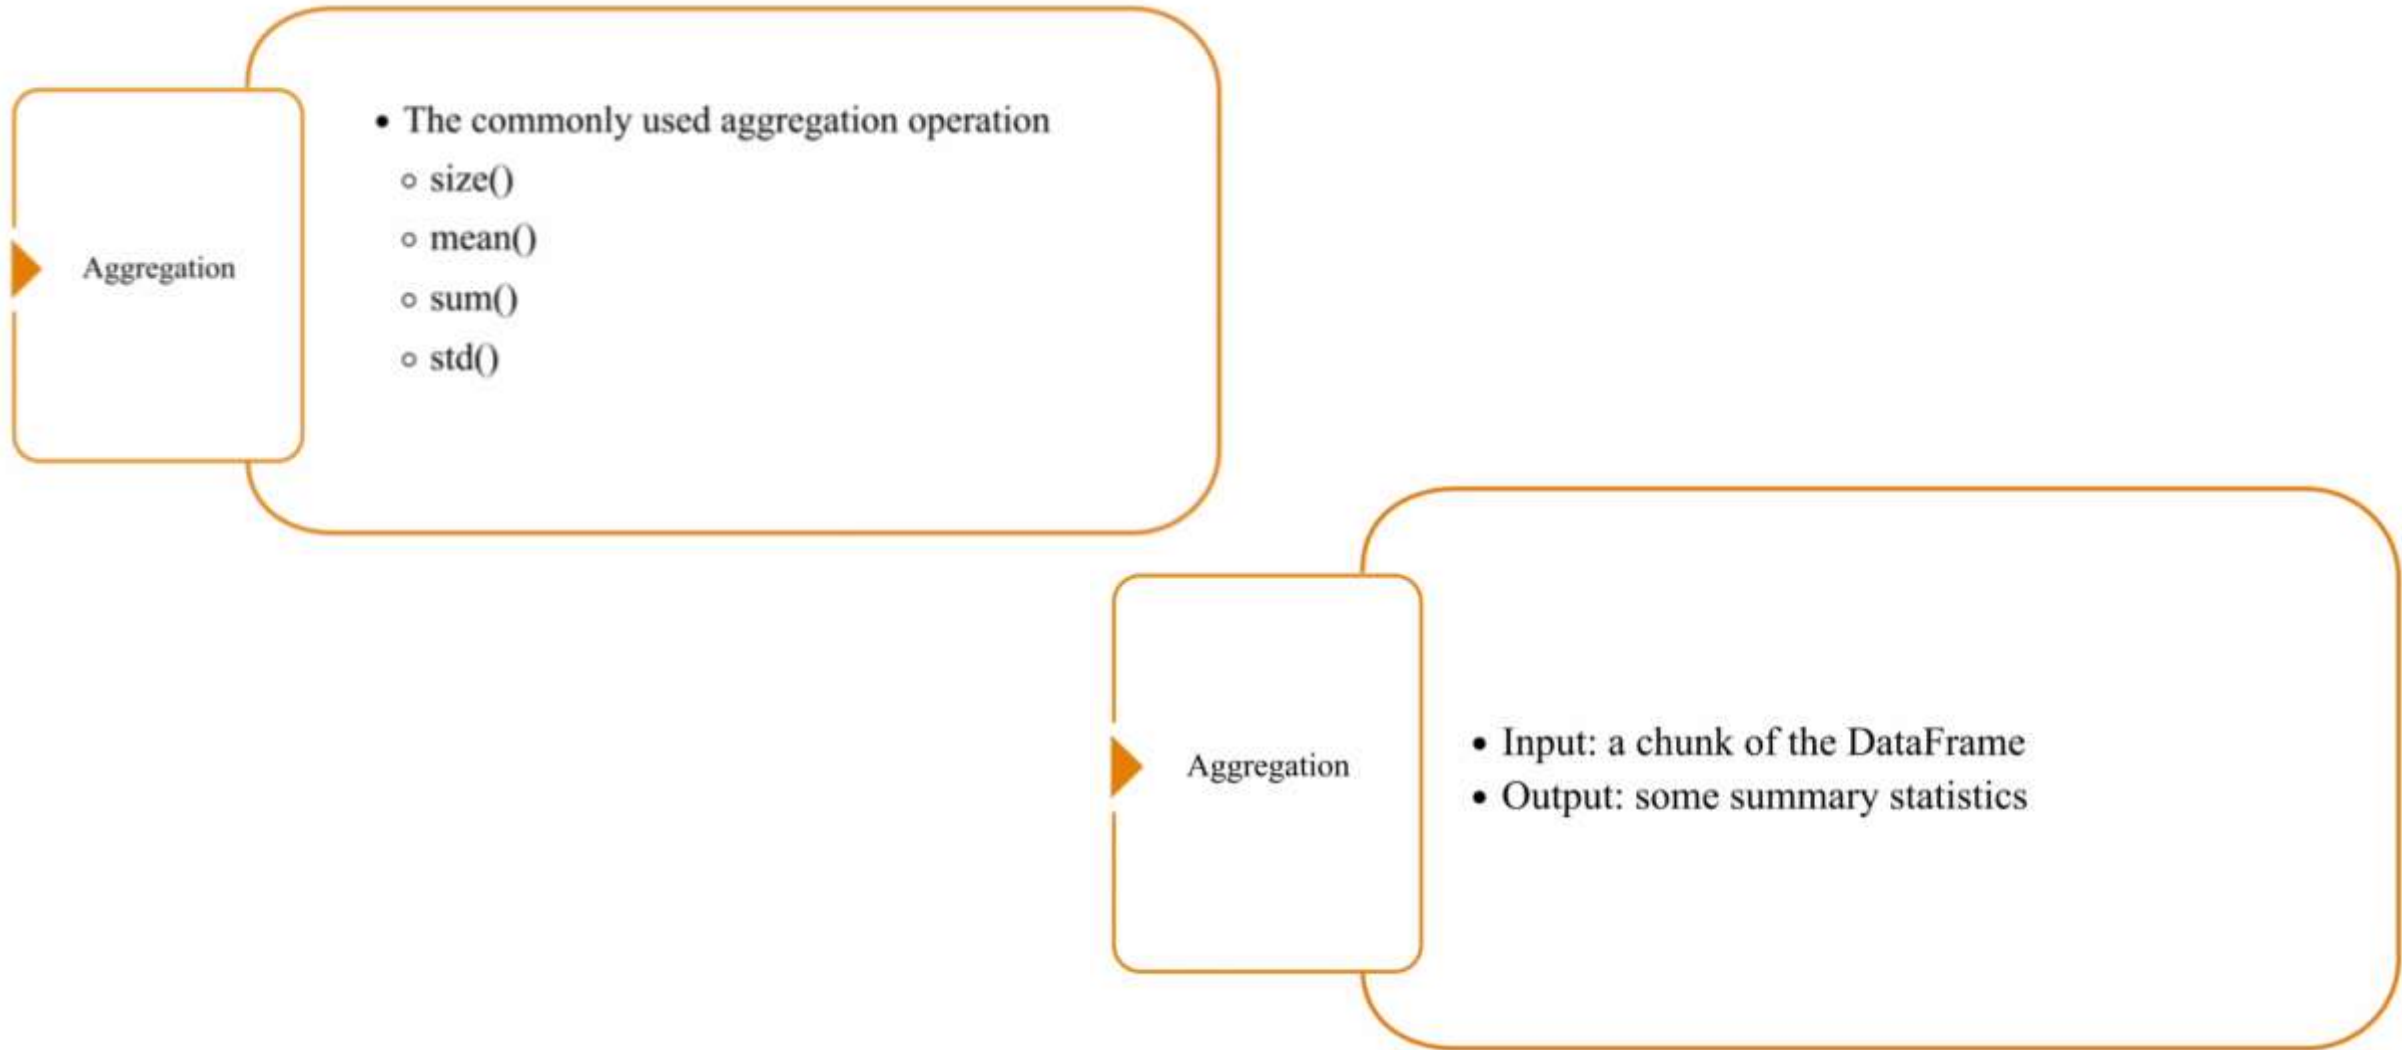 Aggregation
• The commonly used aggregation operation
○ size()
○ mean()
○ sum()
○ std()
Aggregation
• Input: a chunk of the DataFrame
• Output: some summary statistics